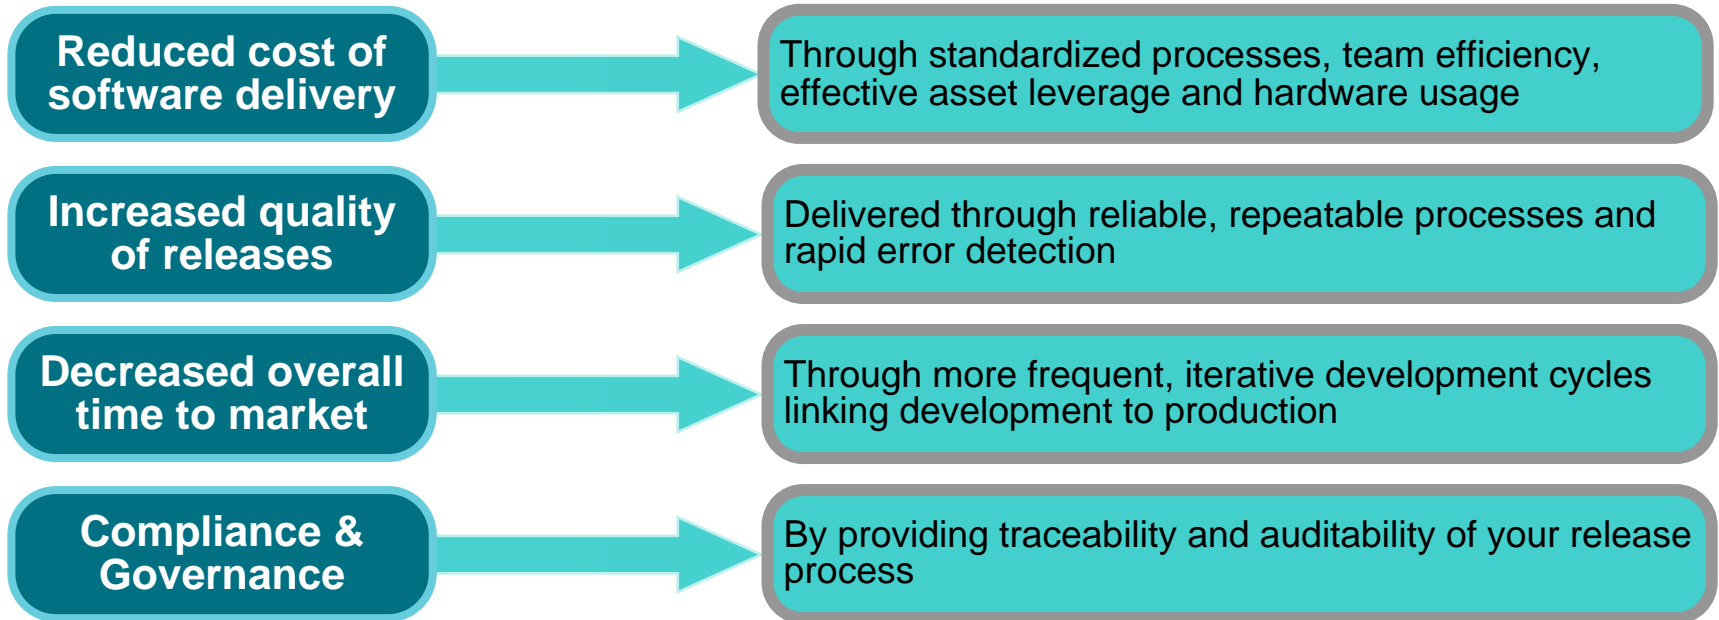 Reduced cost of
software delivery
Through standardized processes, team efficiency,
effective asset leverage and hardware usage
Increased quality
of releases
Delivered through reliable, repeatable processes and
rapid error detection
Decreased overall
time to market
Through more frequent, iterative development cycles
linking development to production
Compliance &
Governance
By providing traceability and auditability of your release
process